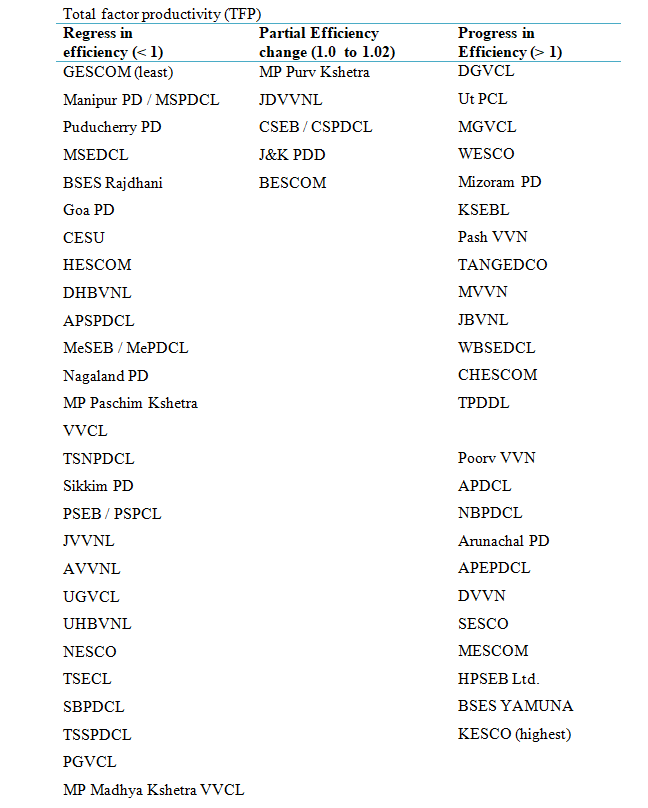 Total factor productivity (TFP)
Regress in efficiency (< 1) Partial Efficiency change (1.0 to 1.02) Progress in Efficiency (> 1)
GESCOM (least) MP Purv Kshetra DGVCL
Manipur PD / MSPDCL JDVVNL Ut PCL
Puducherry PD CSEB / CSPDCL MGVCL
MSEDCL J&K PDD WESCO
BSES Rajdhani BESCOM Mizoram PD
Goa PD KSEBL
CESU Pash VVN
HESCOM TANGEDCO
DHBVNL MVVN
APSPDCL JBVNL
MeSEB / MePDCL WBSEDCL
Nagaland PD CHESCOM
MP Paschim Kshetra TPDDL
VVCL
TSNPDCL Poorv VVN
Sikkim PD APDCL
PSEB / PSPCL NBPDCL
JVVNL Arunachal PD
AVVNL APEPDCL
UGVCL DVVN
UHBVNL SESCO
NESCO MESCOM
TSECL HPSEB Ltd.
SBPDCL BSES YAMUNA
TSSPDCL KESCO (highest)
PGVCL
MP Madhya Kshetra VVCL